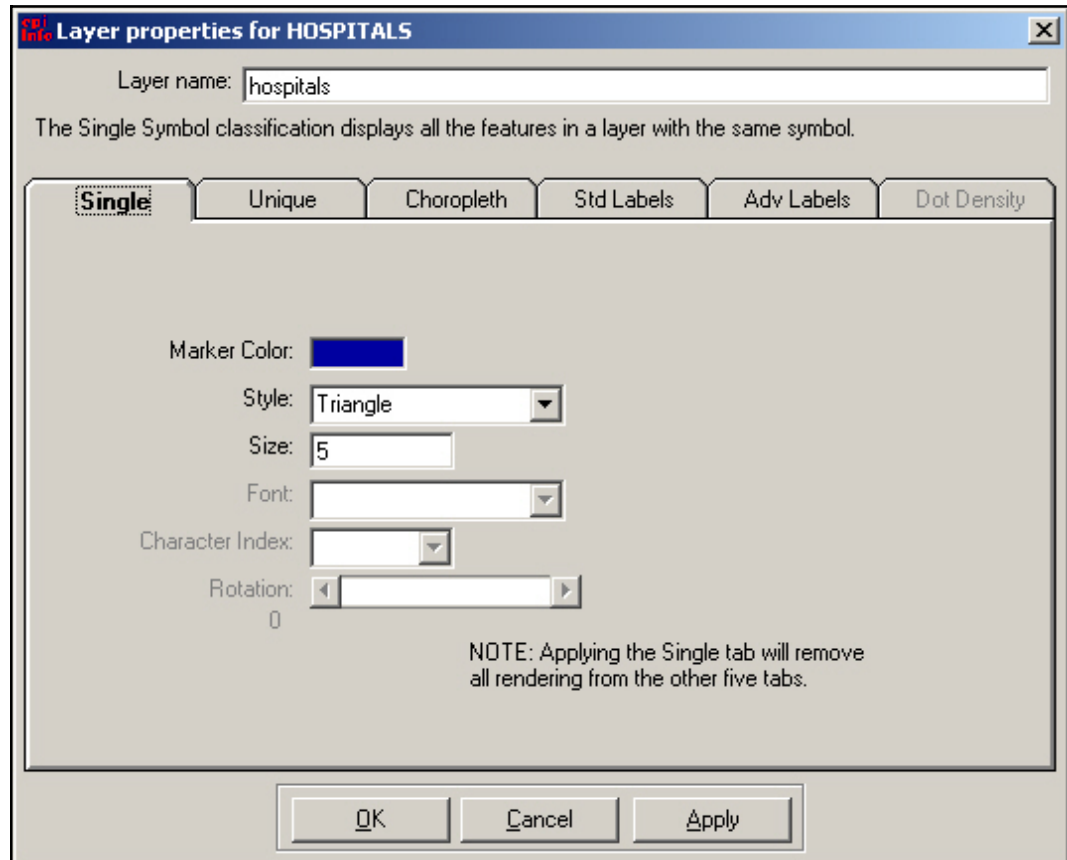 epi info Layer properties for HOSPITALS
Layer name: hospitals
The Single Symbol classification displays all the features in a layer with the same symbol.
Single Unique Choropleth Std Labels Adv Labels Dot Density
Marker Color:
Style: Triangle
Size: 5
Font:
Character Index:
Rotation:
0
NOTE: Applying the Single tab will remove
all rendering from the other five tabs.
OK Cancel Apply